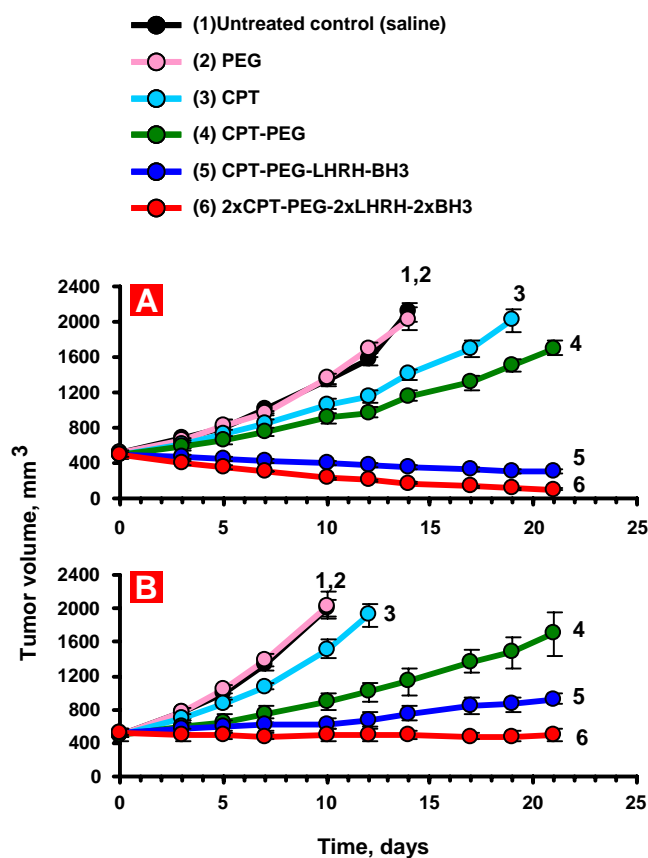 (1)Untreated control (saline)
(2) PEG
(3) CPT
(4) CPT-PEG
(5) CPT-PEG-LHRH-BH3
(6) 2xCPT-PEG-2xLHRH-2xBH3
A
1,2
3
4
5
6
2400
2000
1600
1200
800
400
0
0 5 10 15 20 25
B
1,2
3
4
5
6
2400
2000
1600
1200
800
400
0
0 5 10 15 20 25
Tumor volume, mm3
Time, days